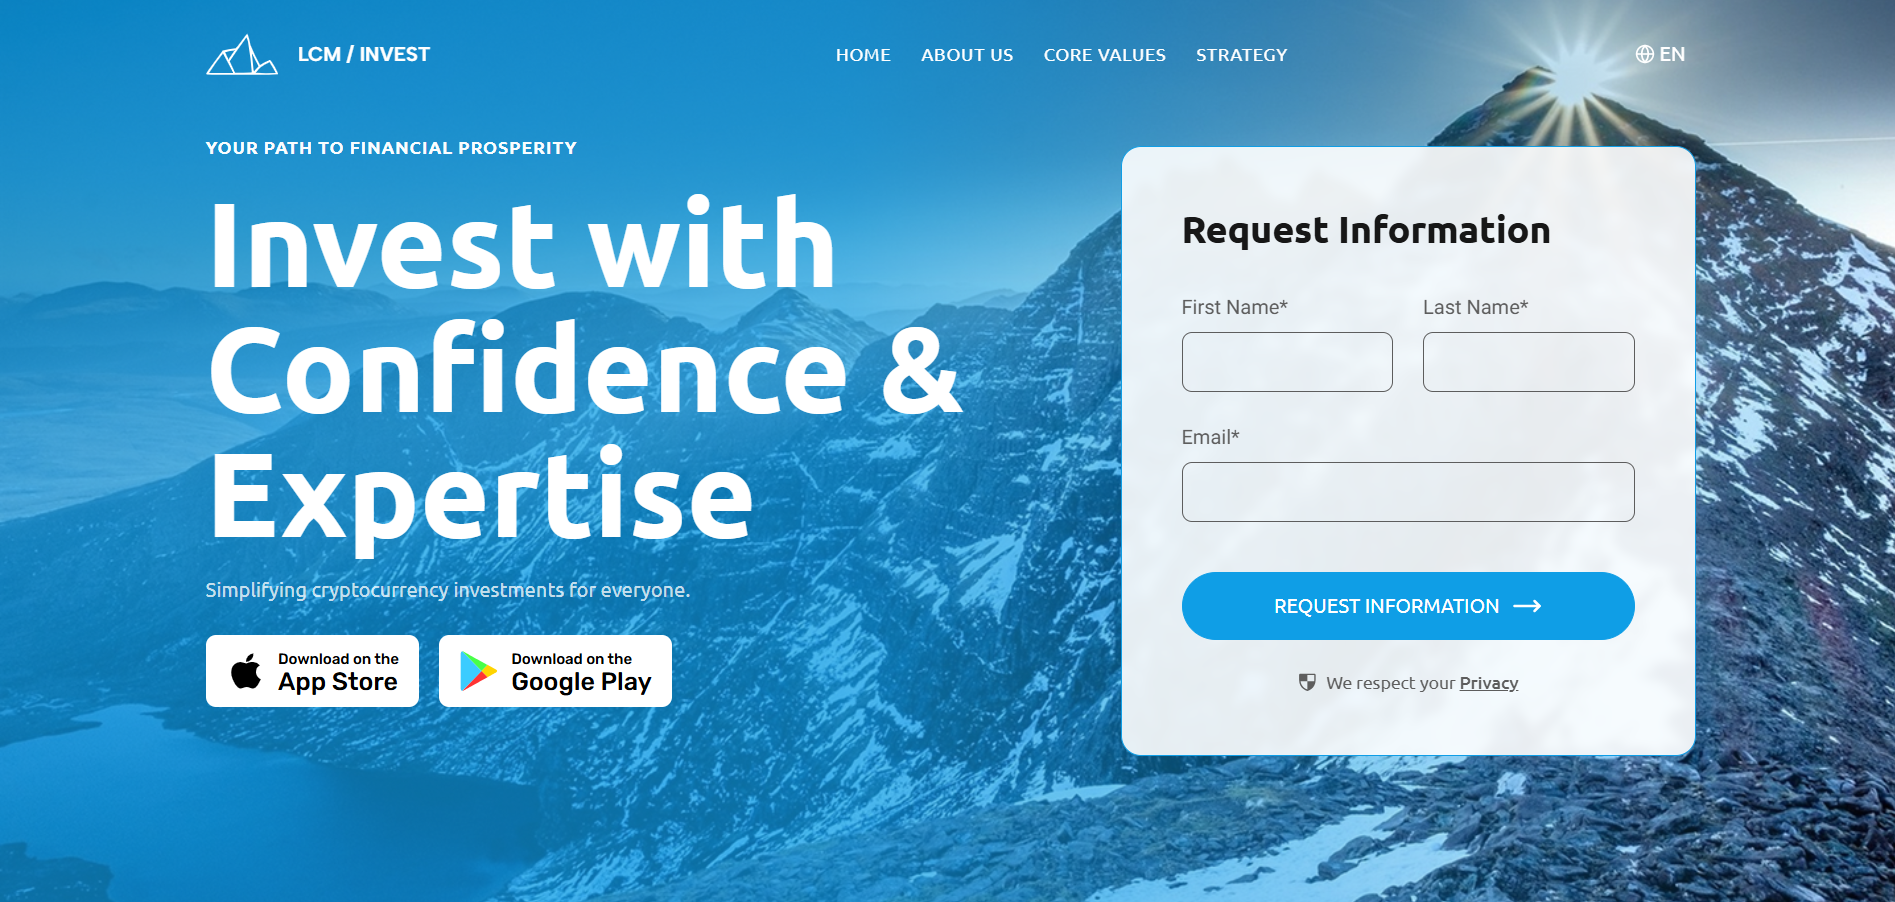 LCM / INVEST
HOME
ABOUT US
CORE VALUES
STRATEGY
EN
YOUR PATH TO FINANCIAL PROSPERITY
Invest with
Confidence &
Expertise
Simplifying cryptocurrency investments for everyone.
Download on the
App Store
Download on the
Google Play
Request Information
First Name*
Last Name*
Email*
REQUEST INFORMATION
We respect your Privacy